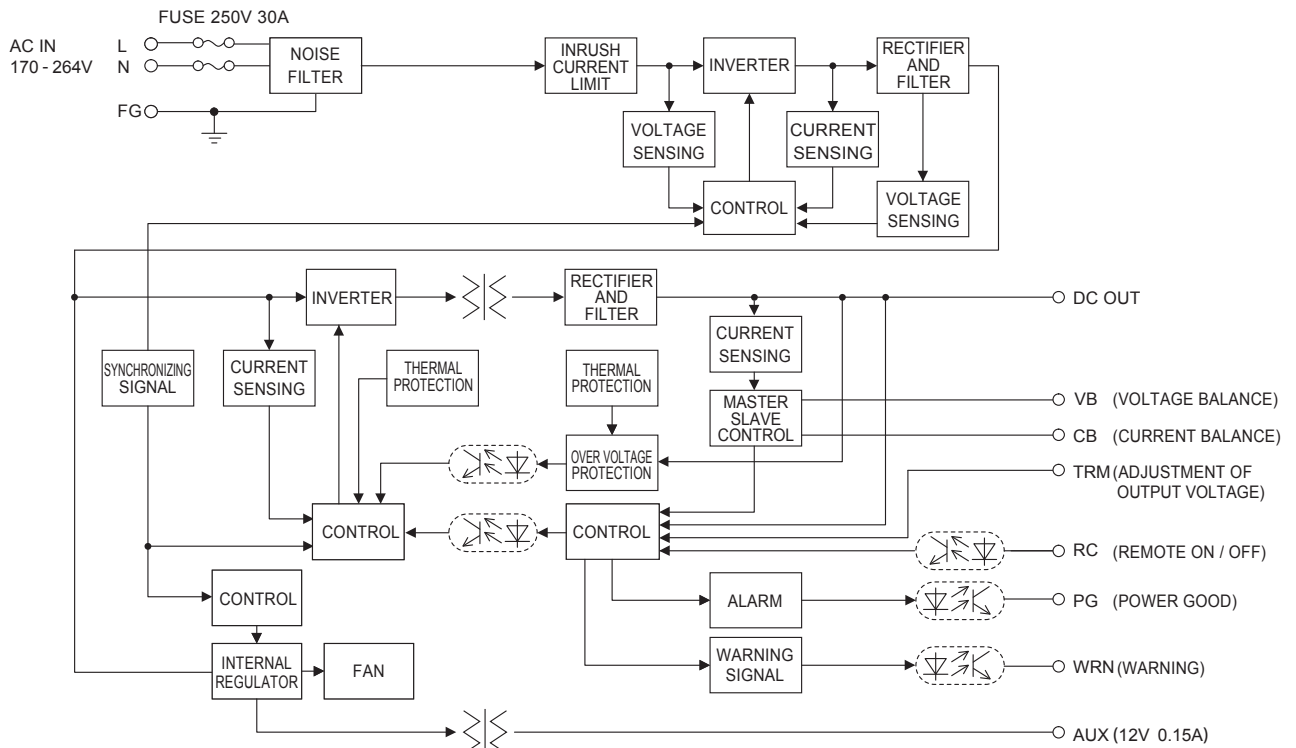 FUSE 250V 30A
AC IN
170 - 264V
L
N
FG
NOISE
FILTER
INRUSH
CURRENT
LIMIT
INVERTER
RECTIFIER
AND
FILTER
VOLTAGE
SENSING
CURRENT
SENSING
CONTROL
VOLTAGE
SENSING
INVERTER
RECTIFIER
AND
FILTER
DC OUT
SYNCHRONIZING
SIGNAL
CURRENT
SENSING
THERMAL
PROTECTION
THERMAL
PROTECTION
CURRENT
SENSING
MASTER
SLAVE
CONTROL
VB (VOLTAGE BALANCE)
CB (CURRENT BALANCE)
OVER VOLTAGE
PROTECTION
TRM (ADJUSTMENT OF
OUTPUT VOLTAGE)
CONTROL
CONTROL
RC (REMOTE ON / OFF)
CONTROL
ALARM
PG (POWER GOOD)
INTERNAL
REGULATOR
FAN
WARNING
SIGNAL
WRN (WARNING)
AUX (12V 0.15A)